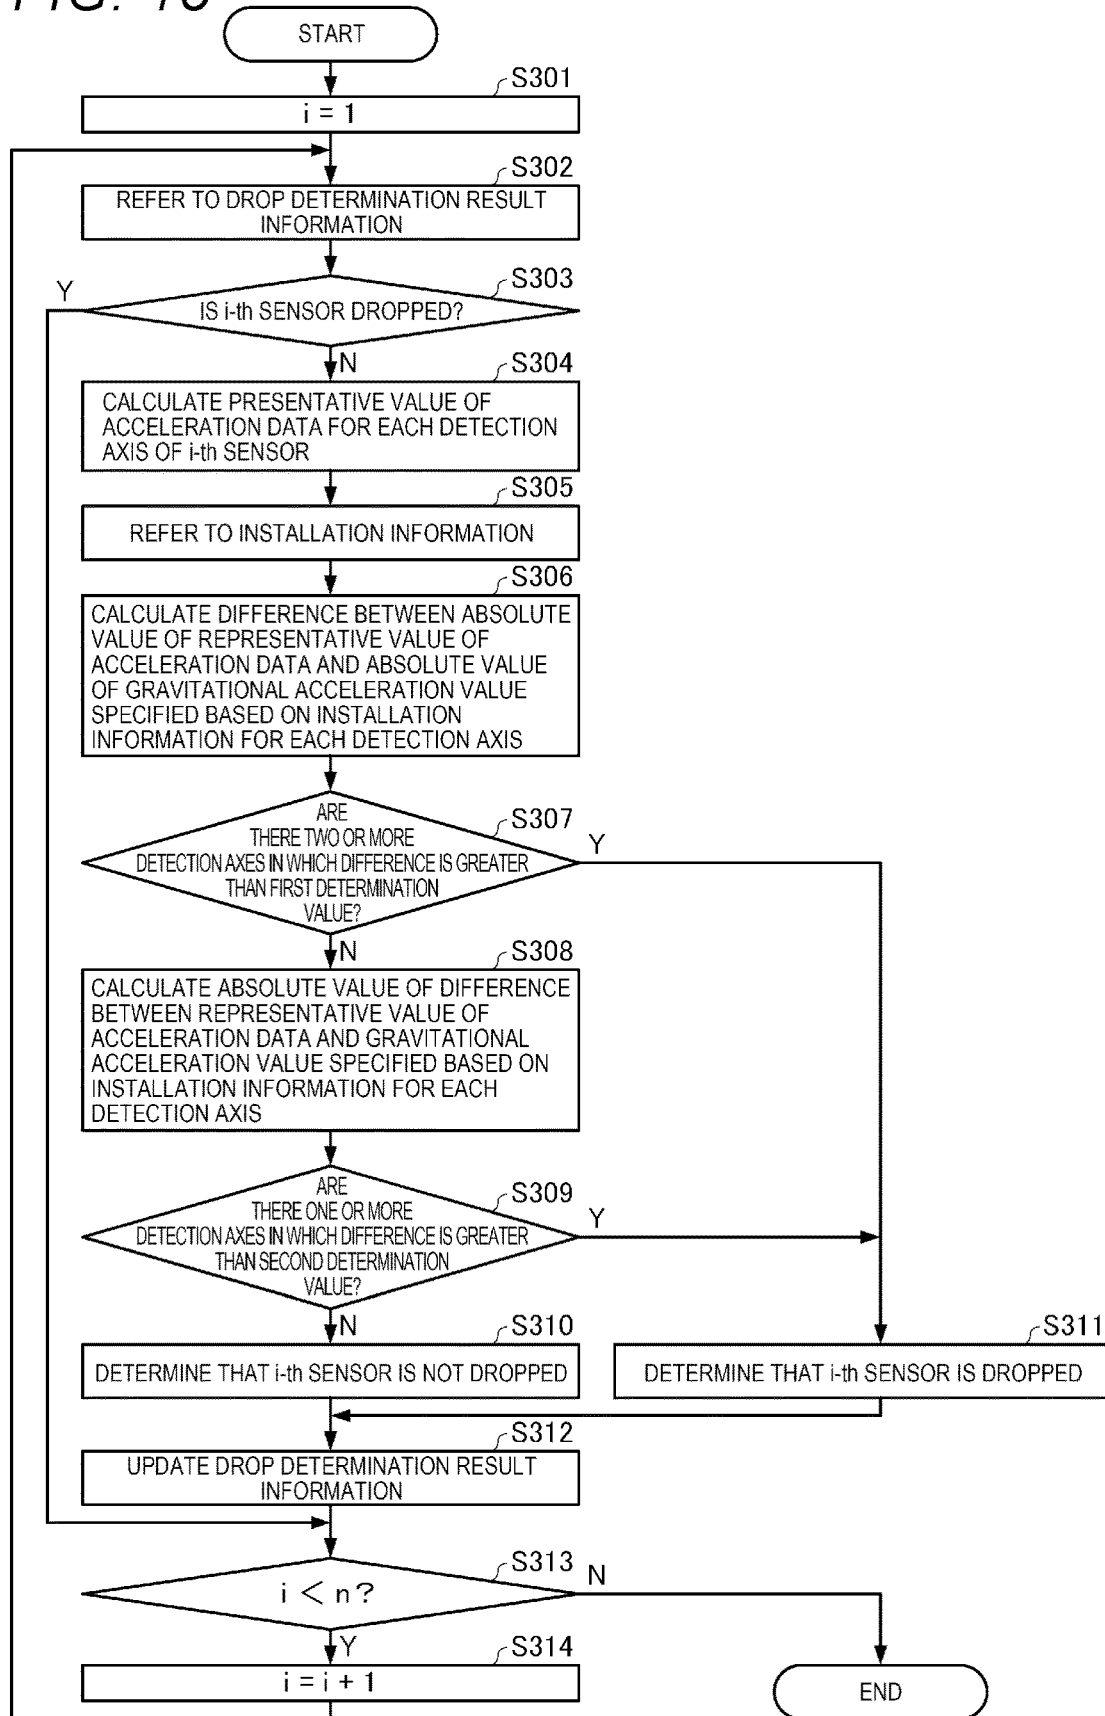 START
S301
i = 1
S302
REFER TO DROP DETERMINATION RESULT
INFORMATION
S303
Y
IS i-th SENSOR DROPPED?
N
S304
CALCULATE PRESENTATIVE VALUE OF
ACCELERATION DATA FOR EACH DETECTION
AXIS OF i-th SENSOR
S305
REFER TO INSTALLATION INFORMATION
S306
CALCULATE DIFFERENCE BETWEEN ABSOLUTE
VALUE OF REPRESENTATIVE VALUE OF
ACCELERATION DATA AND ABSOLUTE VALUE
OF GRAVITATIONAL ACCELERATION VALUE
SPECIFIED BASED ON INSTALLATION
INFORMATION FOR EACH DETECTION AXIS
S307
ARE
THERE TWO OR MORE
DETECTION AXES IN WHICH DIFFERENCE IS GREATER
THAN FIRST DETERMINATION
VALUE?
Y
N
S308
CALCULATE ABSOLUTE VALUE OF DIFFERENCE
BETWEEN REPRESENTATIVE VALUE OF
ACCELERATION DATA AND GRAVITATIONAL
ACCELERATION VALUE SPECIFIED BASED ON
INSTALLATION INFORMATION FOR EACH
DETECTION AXIS
S309
ARE
THERE ONE OR MORE
DETECTION AXES IN WHICH DIFFERENCE IS GREATER
THAN SECOND DETERMINATION
VALUE?
Y
N
S310
DETERMINE THAT i-th SENSOR IS NOT DROPPED
S311
DETERMINE THAT i-th SENSOR IS DROPPED
S312
UPDATE DROP DETERMINATION RESULT
INFORMATION
S313
i < n?
N
Y
S314
i = i + 1
END